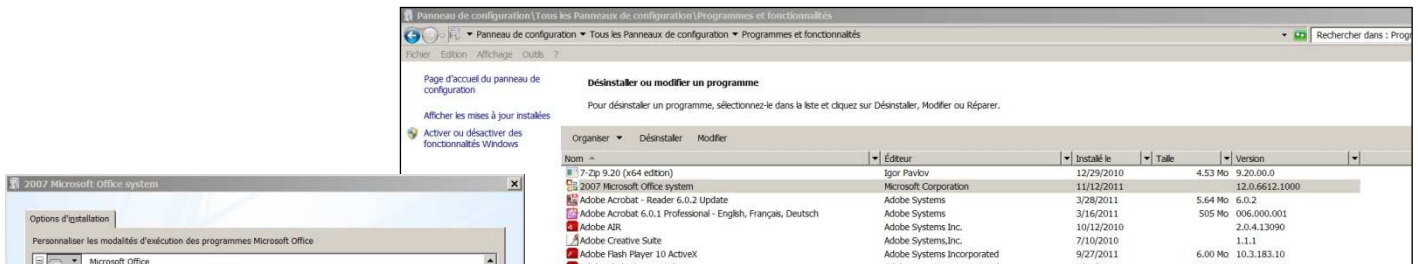 Panneau de configuration\Tous les Panneaux de configuration\Programmes et fonctionnalités
Panneau de configuration Tous les Panneaux de configuration Programmes et fonctionnalités Rechercher dans : Progr
Fichier Edition Affichage Outils ?
Page d'accueil du panneau de configuration
Afficher les mises à jour installées
Activer ou désactiver des fonctionnalités Windows
Désinstaller ou modifier un programme
Pour désinstaller un programme, sélectionnez-le dans la liste et cliquez sur Désinstaller, Modifier ou Réparer.
Organiser Désinstaller Modifier
Nom Éditeur Installé le Taille Version
7-Zip 9.20 (x64 edition) Igor Pavlov 12/29/2010 4.53 Mo 9.20.00.0
2007 Microsoft Office system Microsoft Corporation 11/12/2011 12.0.6612.1000
Adobe Acrobat - Reader 6.0.2 Update Adobe Systems 3/28/2011 5.64 Mo 6.0.2
Adobe Acrobat 6.0.1 Professional - English, Français, Deutsch Adobe Systems 3/16/2011 505 Mo 006.000.001
Adobe AIR Adobe Systems Inc. 10/12/2010 2.0.4.13090
Adobe Creative Suite Adobe Systems,Inc. 7/10/2010 1.1.1
Adobe Flash Player 10 ActiveX Adobe Systems Incorporated 9/27/2011 6.00 Mo 10.3.183.10
2007 Microsoft Office system
Options d'installation
Personnaliser les modalités d'exécution des programmes Microsoft Office
Microsoft Office